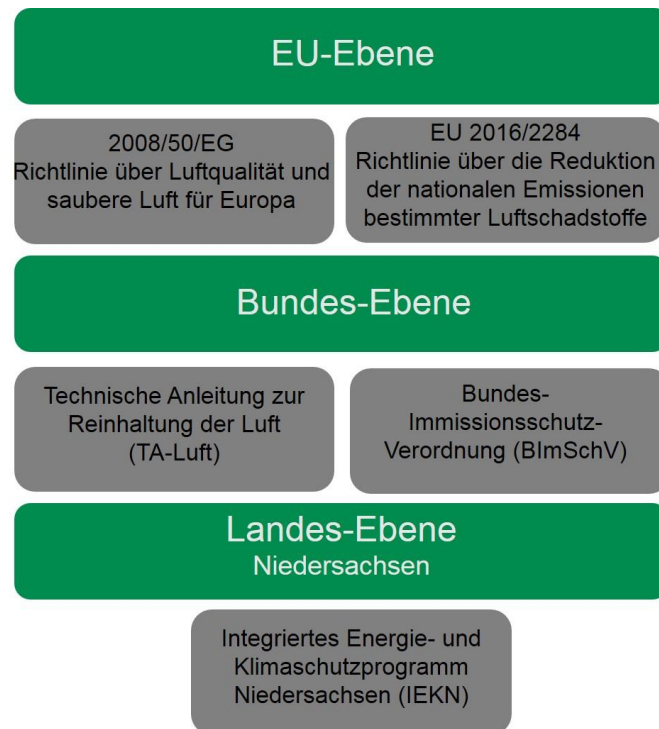 EU-Ebene
2008/50/EG
Richtlinie über Luftqualität und
saubere Luft für Europa
EU 2016/2284
Richtlinie über die Reduktion
der nationalen Emissionen
bestimmter Luftschadstoffe
Bundes-Ebene
Technische Anleitung zur
Reinhaltung der Luft
(TA-Luft)
Bundes-
Immissionsschutz-
Verordnung (BImSchV)
Landes-Ebene
Niedersachsen
Integriertes Energie- und
Klimaschutzprogramm
Niedersachsen (IEKN)